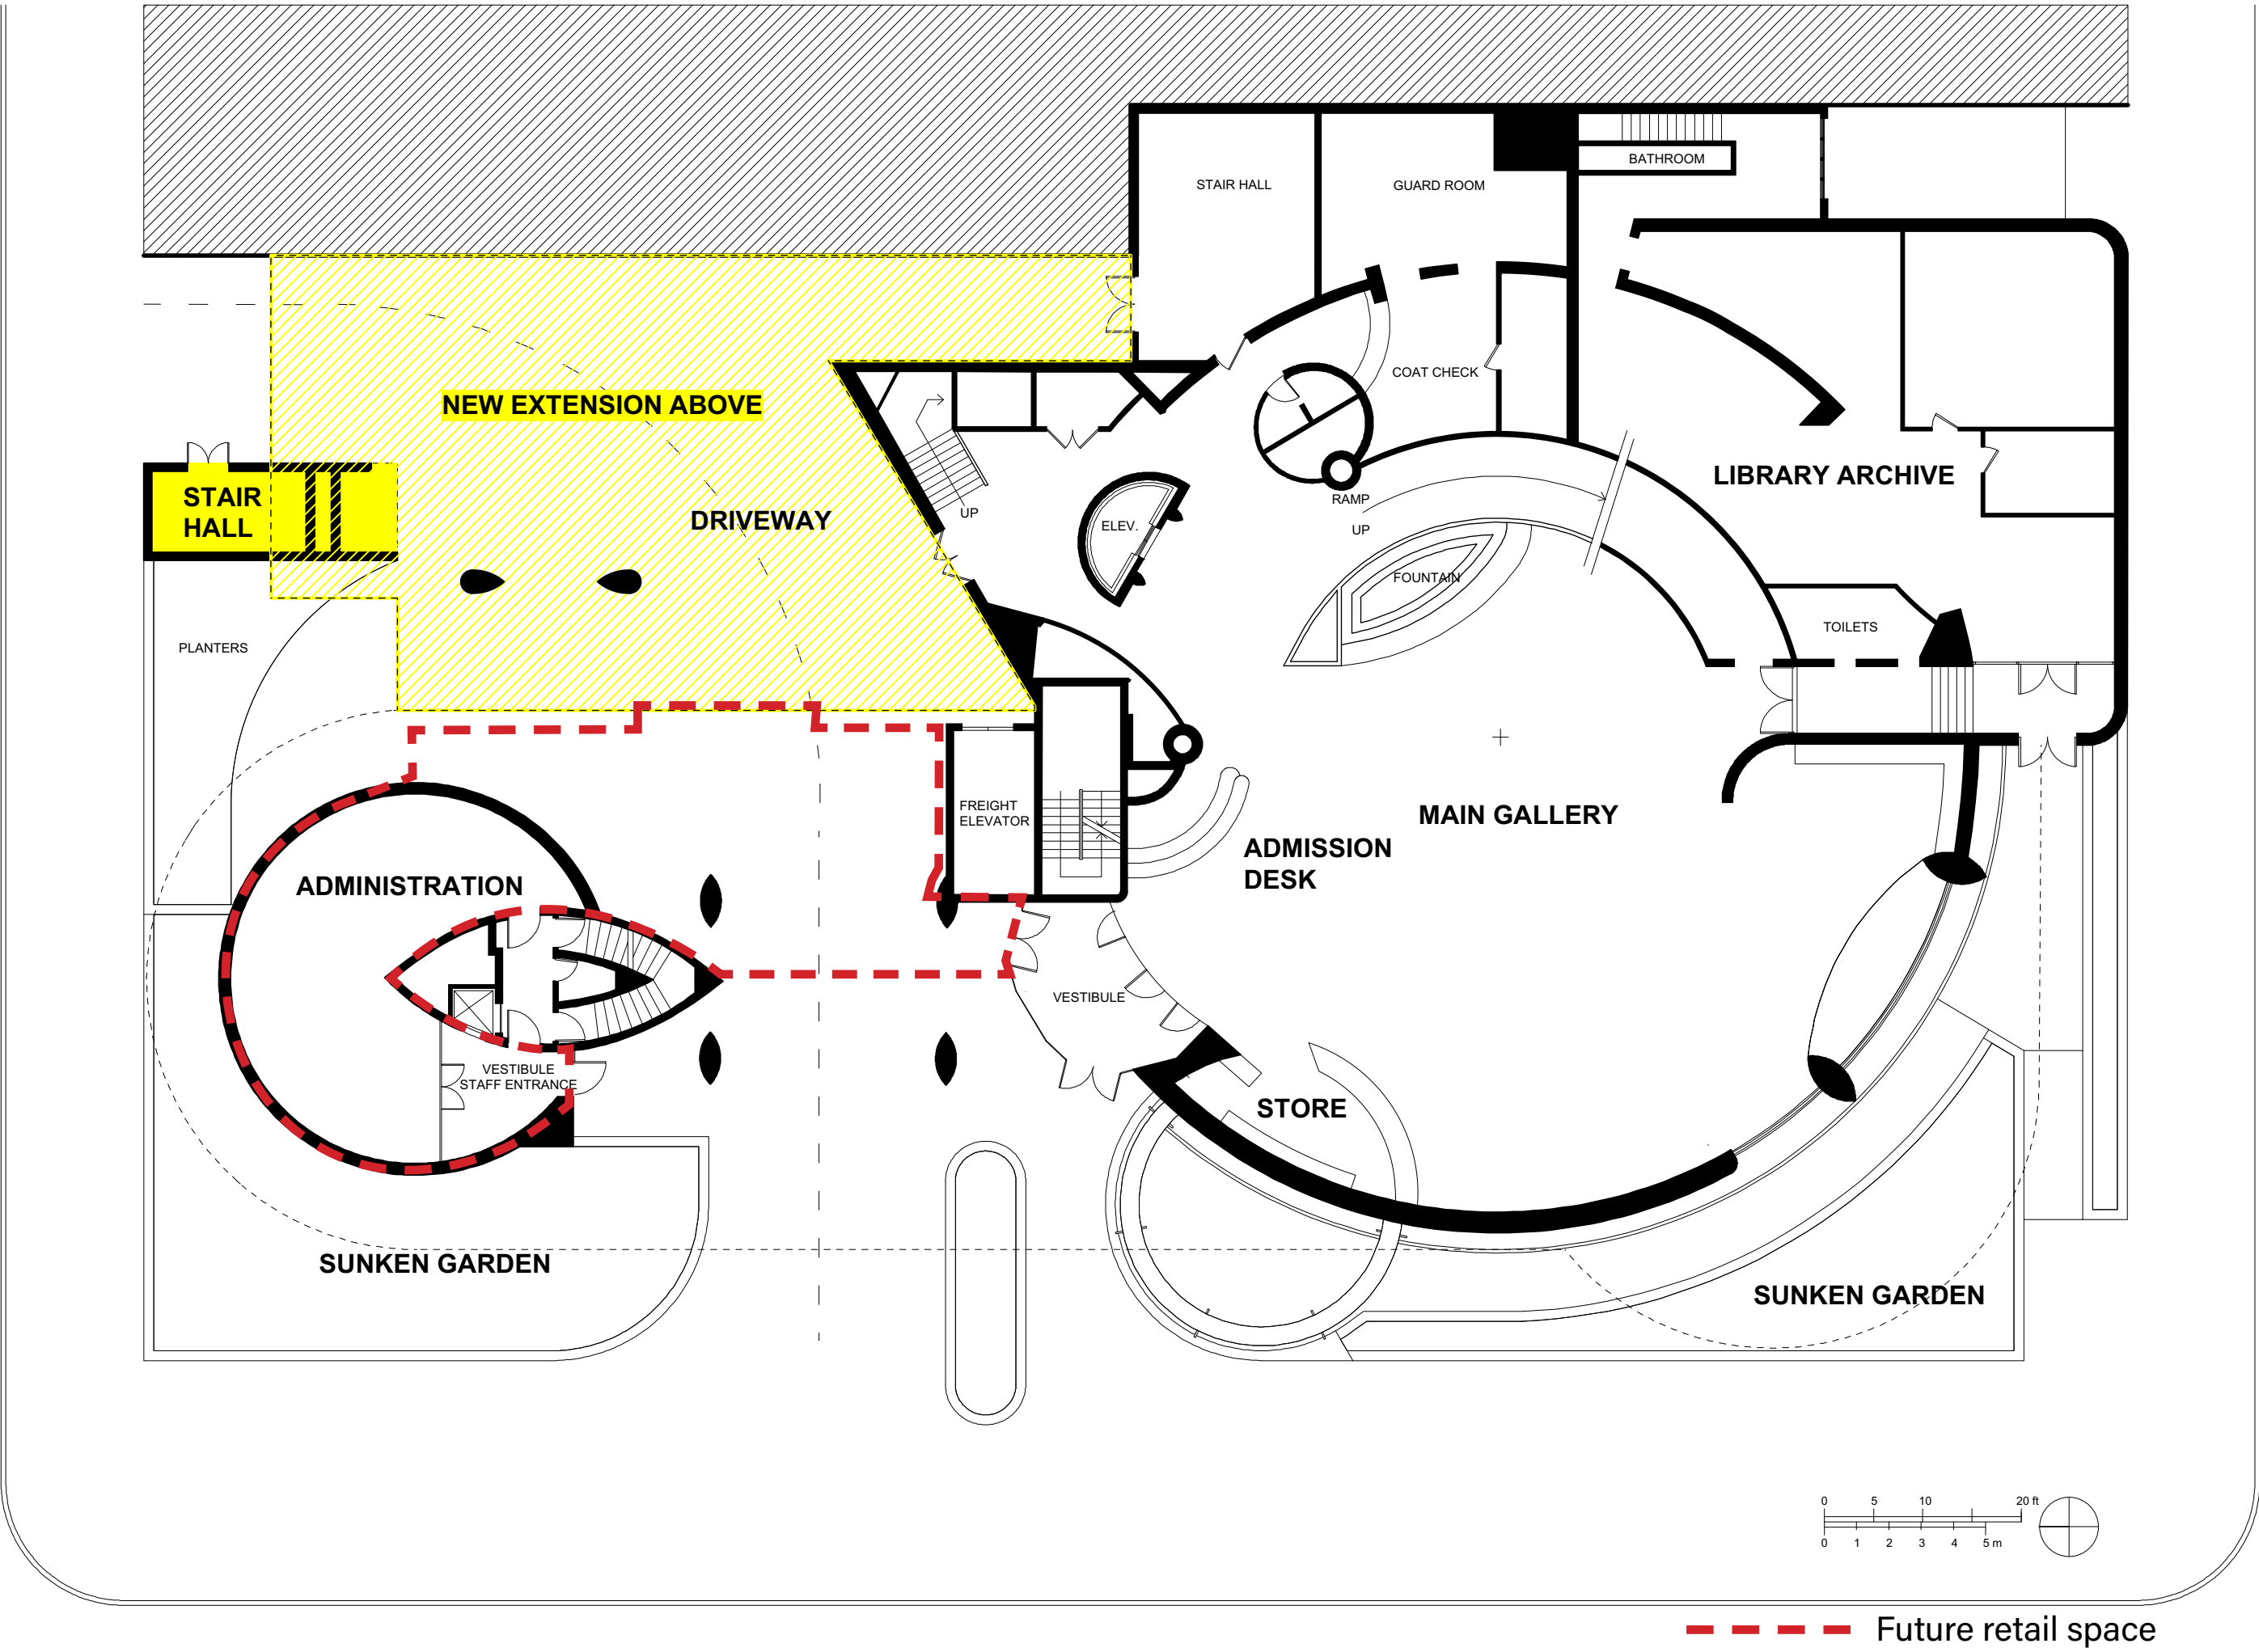 BATHROOM
STAIR HALL
GUARD ROOM
COAT CHECK
NEW EXTENSION ABOVE
LIBRARY ARCHIVE
STAIR
HALL
RAMP
UP
UP
DRIVEWAY
ELEV.
FOUNTAIN
TOILETS
PLANTERS
FREIGHT
ELEVATOR
MAIN GALLERY
ADMISSION
DESK
ADMINISTRATION
VESTIBULE
VESTIBULE
STAFF ENTRANCE
STORE
SUNKEN GARDEN
SUNKEN GARDEN
0 5 10 20 ft
0 1 2 3 4 5 m
Future retail space